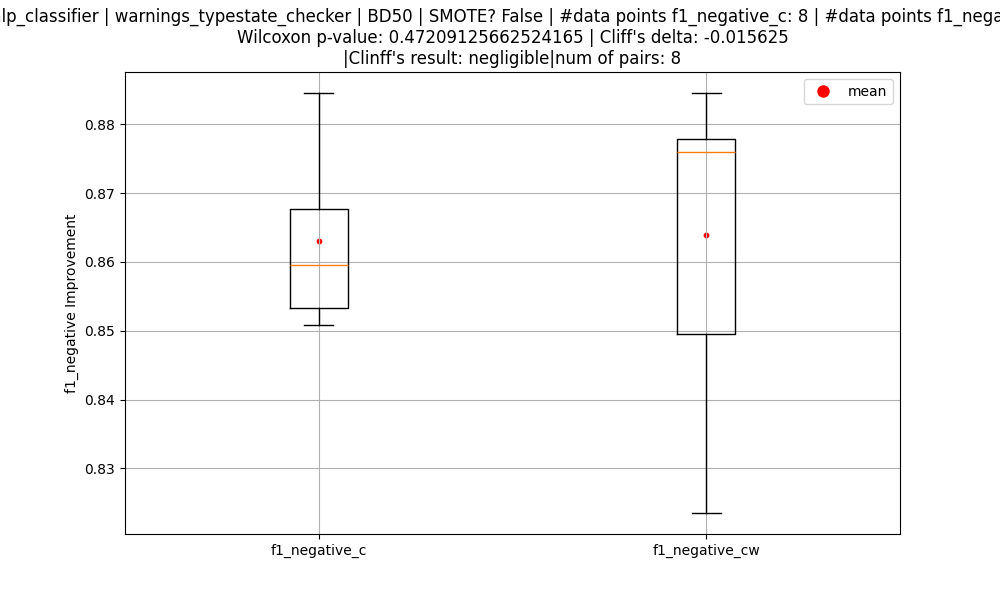 lp_classifier | warnings_typestate_checker | BD50 | SMOTE? False | #data points f1_negative_c: 8 | #data points f1_nega
Wilcoxon p-value: 0.47209125662524165 | Cliff's delta: -0.015625
|Clinff's result: negligible|num of pairs: 8
mean
0.88
0.87
0.86
0.85
0.84
0.83
f1_negative Improvement
f1_negative_c
f1_negative_cw